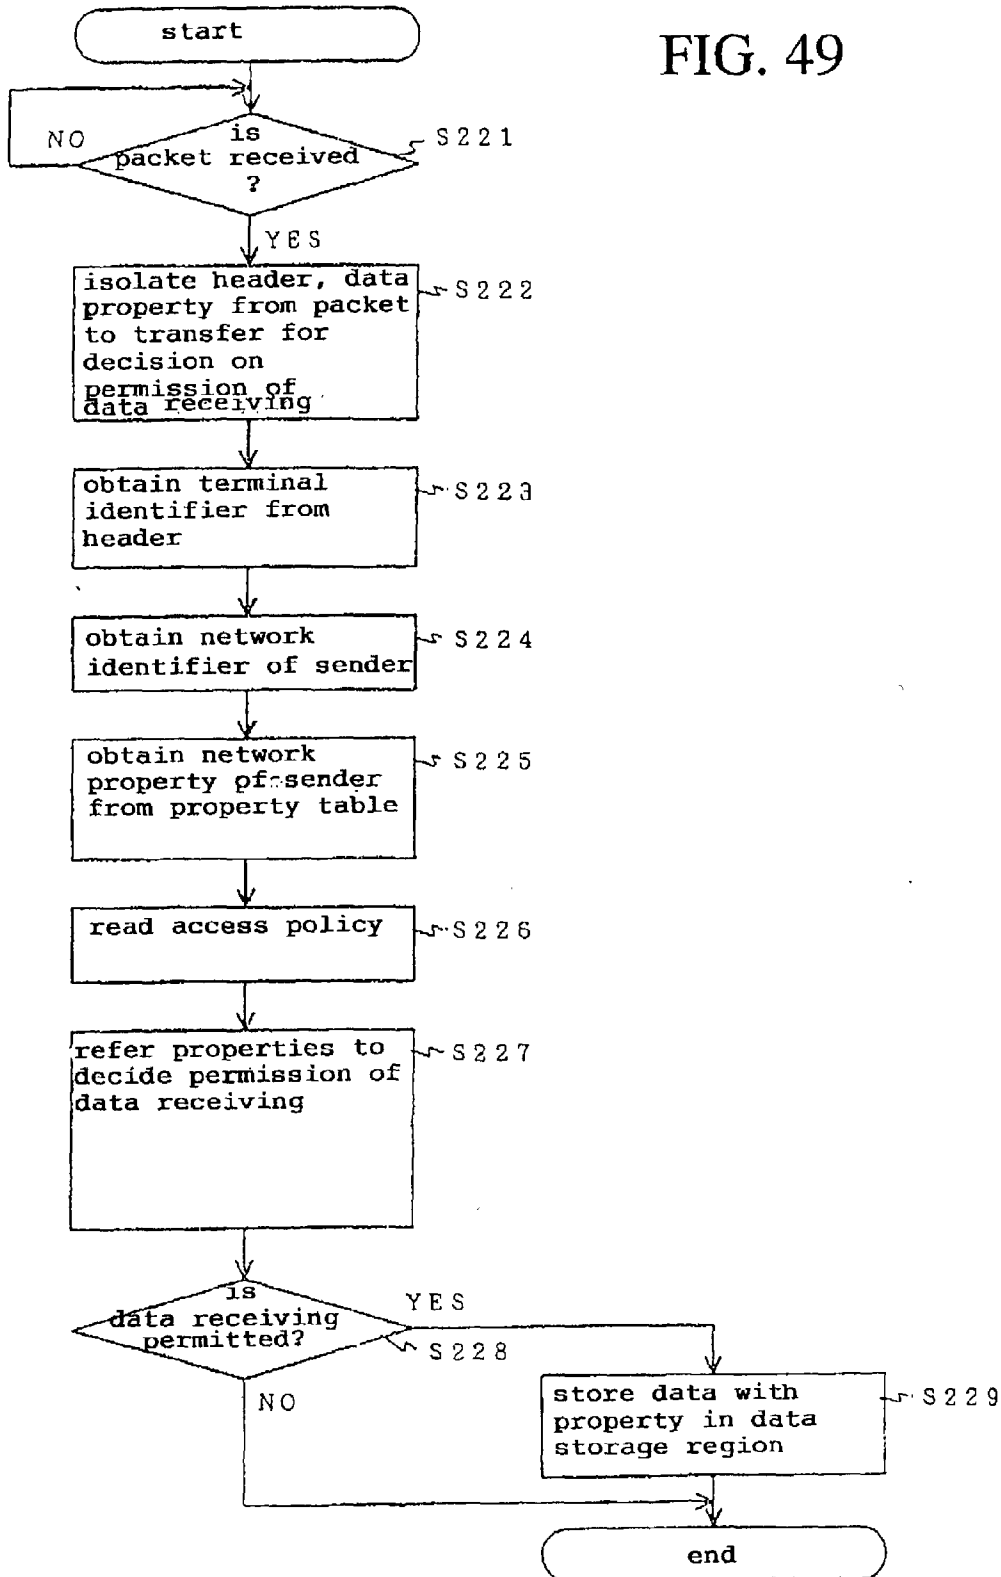 start
FIG. 49
NO
is
packet received
?
S221
YES
isolate header, data
property from packet
to transfer for
decision on
permission of
data receiving
S222
obtain terminal
identifier from
header
S223
obtain network
identifier of sender
S224
obtain network
property of sender
from property table
S225
read access policy
S226
refer properties to
decide permission of
data receiving
S227
is
data receiving
permitted?
YES
S228
NO
store data with
property in data
storage region
S229
end